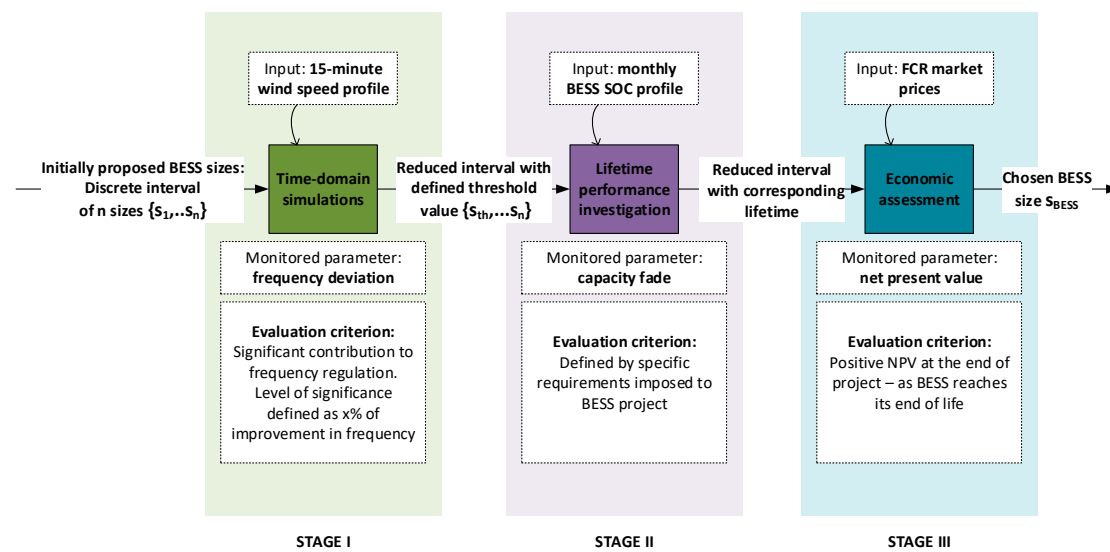 Input: 15-minute
wind speed profile
Input: monthly
BESS SOC profile
Input: FCR market
prices
Initially proposed BESS sizes:
Discrete interval
of n sizes {s1,..sn}
Time-domain
simulations
Reduced interval with
defined threshold
value {sth,...sn}
Lifetime
performance
investigation
Reduced interval
with corresponding
lifetime
Economic
assessment
Chosen BESS
size sBESS
Monitored parameter:
frequency deviation
Monitored parameter:
capacity fade
Monitored parameter:
net present value
Evaluation criterion:
Significant contribution to
frequency regulation.
Level of significance
defined as x% of
improvement in frequency
Evaluation criterion:
Defined by specific
requirements imposed to
BESS project
Evaluation criterion:
Positive NPV at the end of
project – as BESS reaches
its end of life
STAGE I
STAGE II
STAGE III